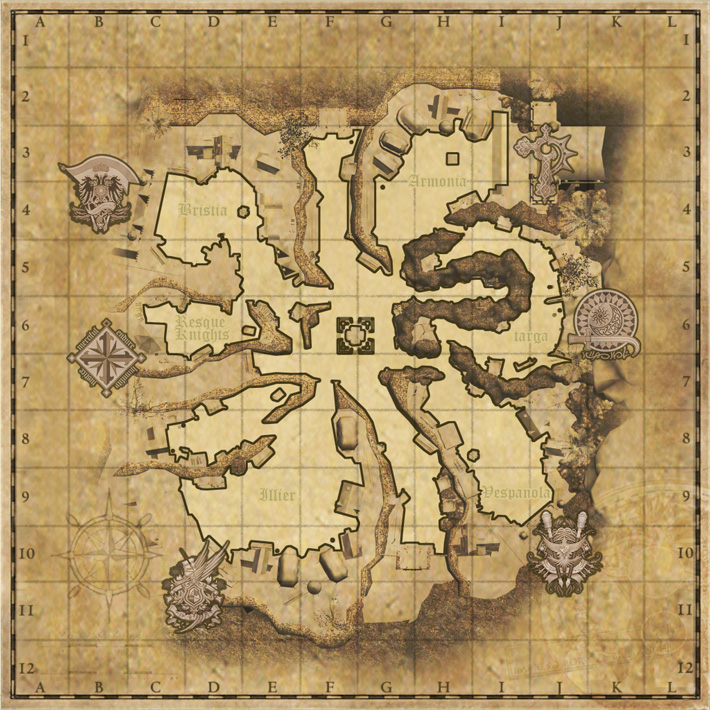 A B C D E F G H I J K L
1 1
2 2
3 3
Armonia
4 4
Bristia
5 5
6 6
Resque
Knights
targa
7 7
8 8
9 9
Illier
Vespanola
10 10
11 11
12 12
A B C D E F G H I J K L